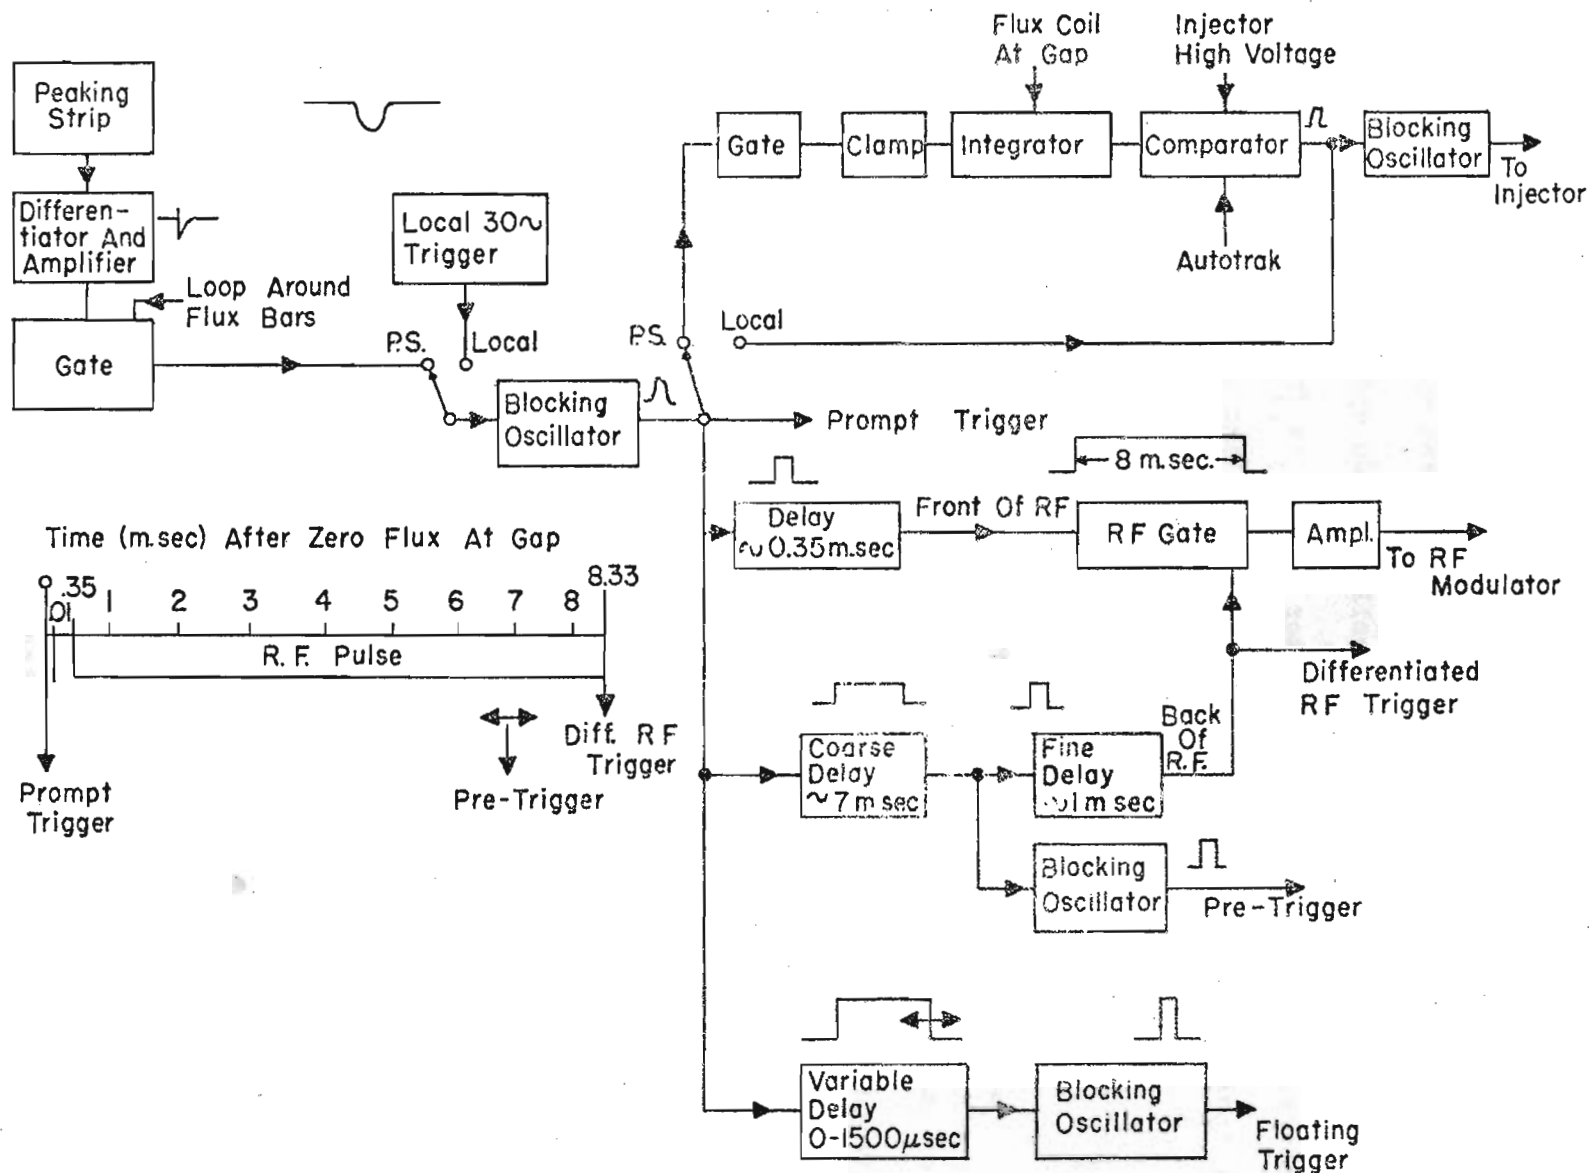 Peaking
Strip
Differen-
tiator And
Amplifier
Loop Around
Flux Bars
Gate
Local 30~
Trigger
P.S.
Local
Blocking
Oscillator
Flux Coil
At Gap
Injector
High Voltage
Gate
Clamp
Integrator
Comparator
Blocking
Oscillator
To
Injector
Autotrak
P.S.
Local
Prompt Trigger
Delay
~0.35m.sec
Front Of RF
8 m.sec.
RF Gate
Ampl.
To RF
Modulator
Differentiated
RF Trigger
Coarse
Delay
~7 m sec
Fine
Delay
~1 m sec
Back
Of
R.F.
Blocking
Oscillator
Pre-Trigger
Variable
Delay
0-1500μsec
Blocking
Oscillator
Floating
Trigger
Time (m.sec) After Zero Flux At Gap
0 .01 .35 1 2 3 4 5 6 7 8 8.33
R. F. Pulse
Prompt
Trigger
Pre-Trigger
Diff. RF
Trigger